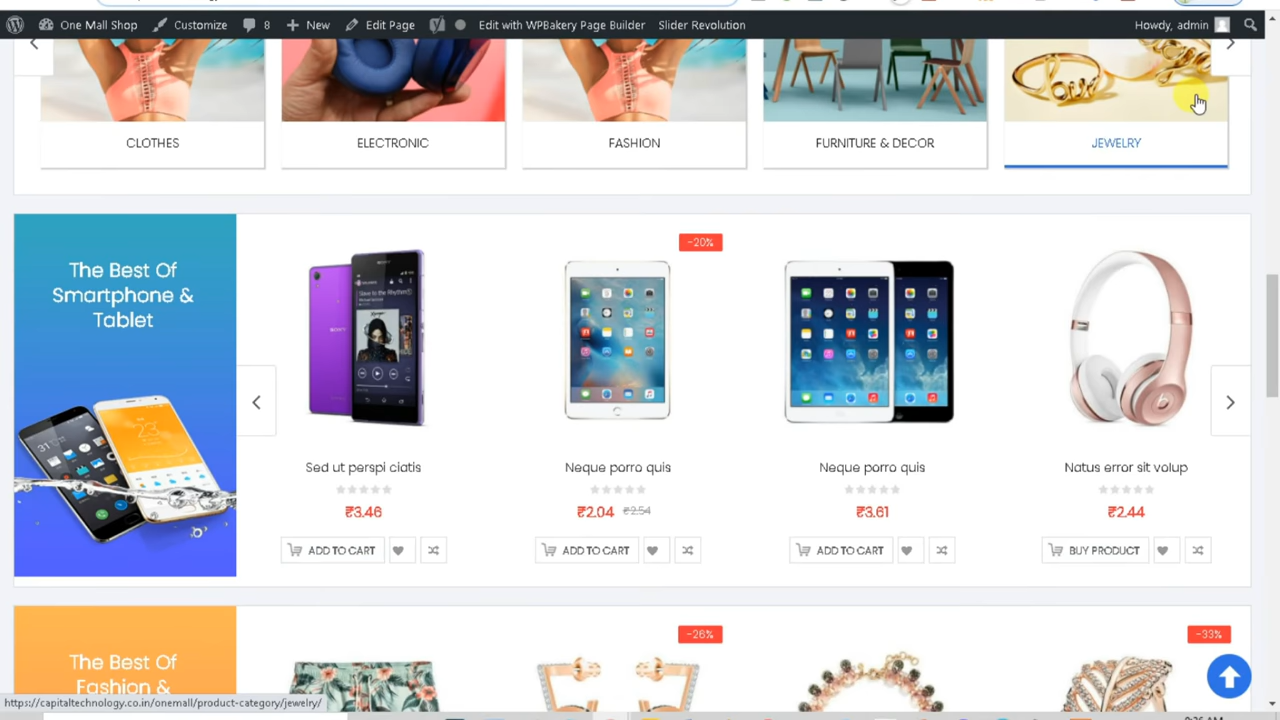 One Mall Shop Customize 8 New Edit Page Edit with WPBakery Page Builder Slider Revolution Howdy, admin
CLOTHES ELECTRONIC FASHION FURNITURE & DECOR JEWELRY
The Best Of
Smartphone &
Tablet
-20%
Sed ut perspi ciatis Neque porro quis Neque porro quis Natus error sit volup
₹3.46 ₹2.04 ₹2.54 ₹3.61 ₹2.44
ADD TO CART ADD TO CART ADD TO CART BUY PRODUCT
-26% -33%
The Best Of
Fashion &
https://capitaltechnology.co.in/onemall/product-category/jewelry/